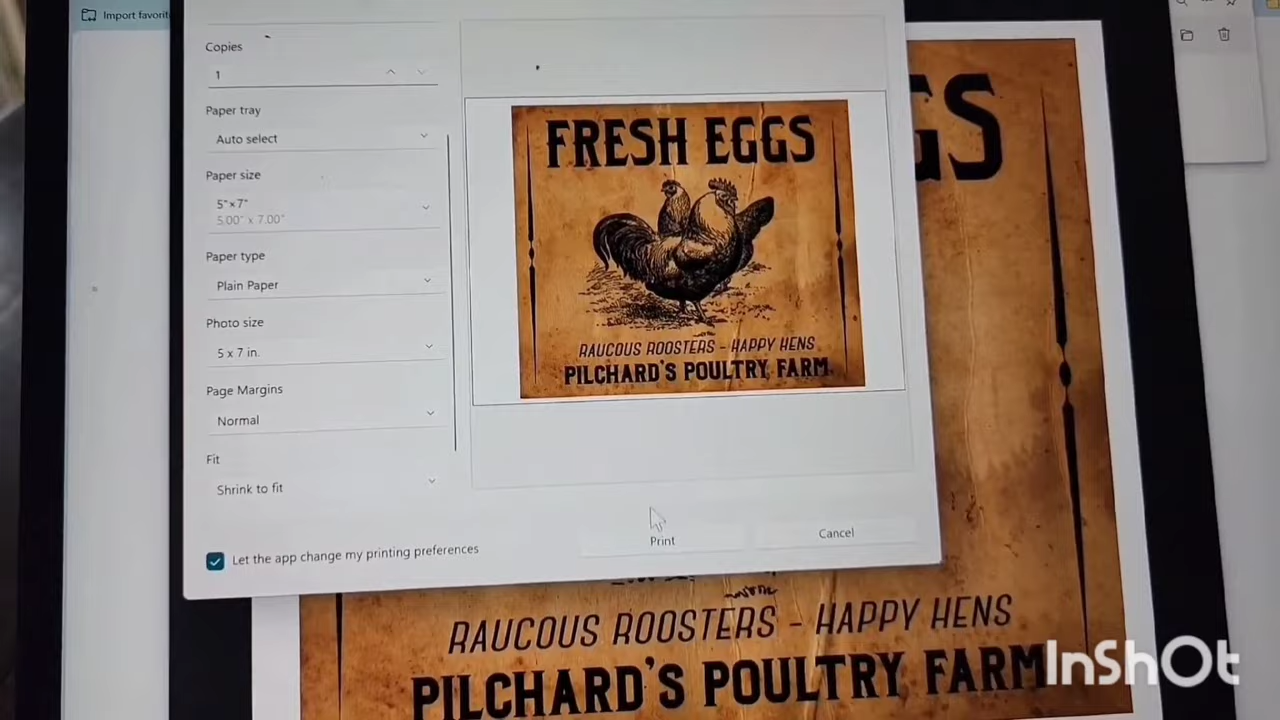 Import favorit
Copies
1
Paper tray
Auto select
Paper size
5"x7"
5.00" x 7.00"
Paper type
Plain Paper
Photo size
5 x 7 in.
Page Margins
Normal
Fit
Shrink to fit
Let the app change my printing preferences
FRESH EGGS
RAUCOUS ROOSTERS - HAPPY HENS
PILCHARD'S POULTRY FARM
Print
Cancel
GS
RAUCOUS ROOSTERS - HAPPY HENS
PILCHARD'S POULTRY FARM
InShOt